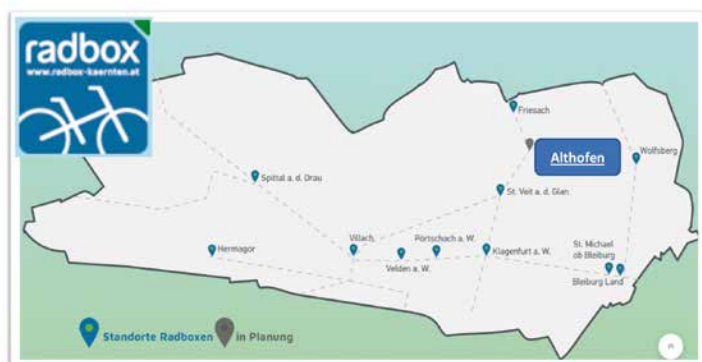 radbox
www.radbox-kaernten.at
Friesach
Althofen
Wolfsberg
Spittal a. d. Drau
St. Veit a. d. Glan
Hermagor
Villach,
Velden a. W.
Pörtschach a. W.
Klagenfurt a. W.
St. Michael
ob Bleiburg
Bleiburg Land
Standorte Radboxen
in Planung